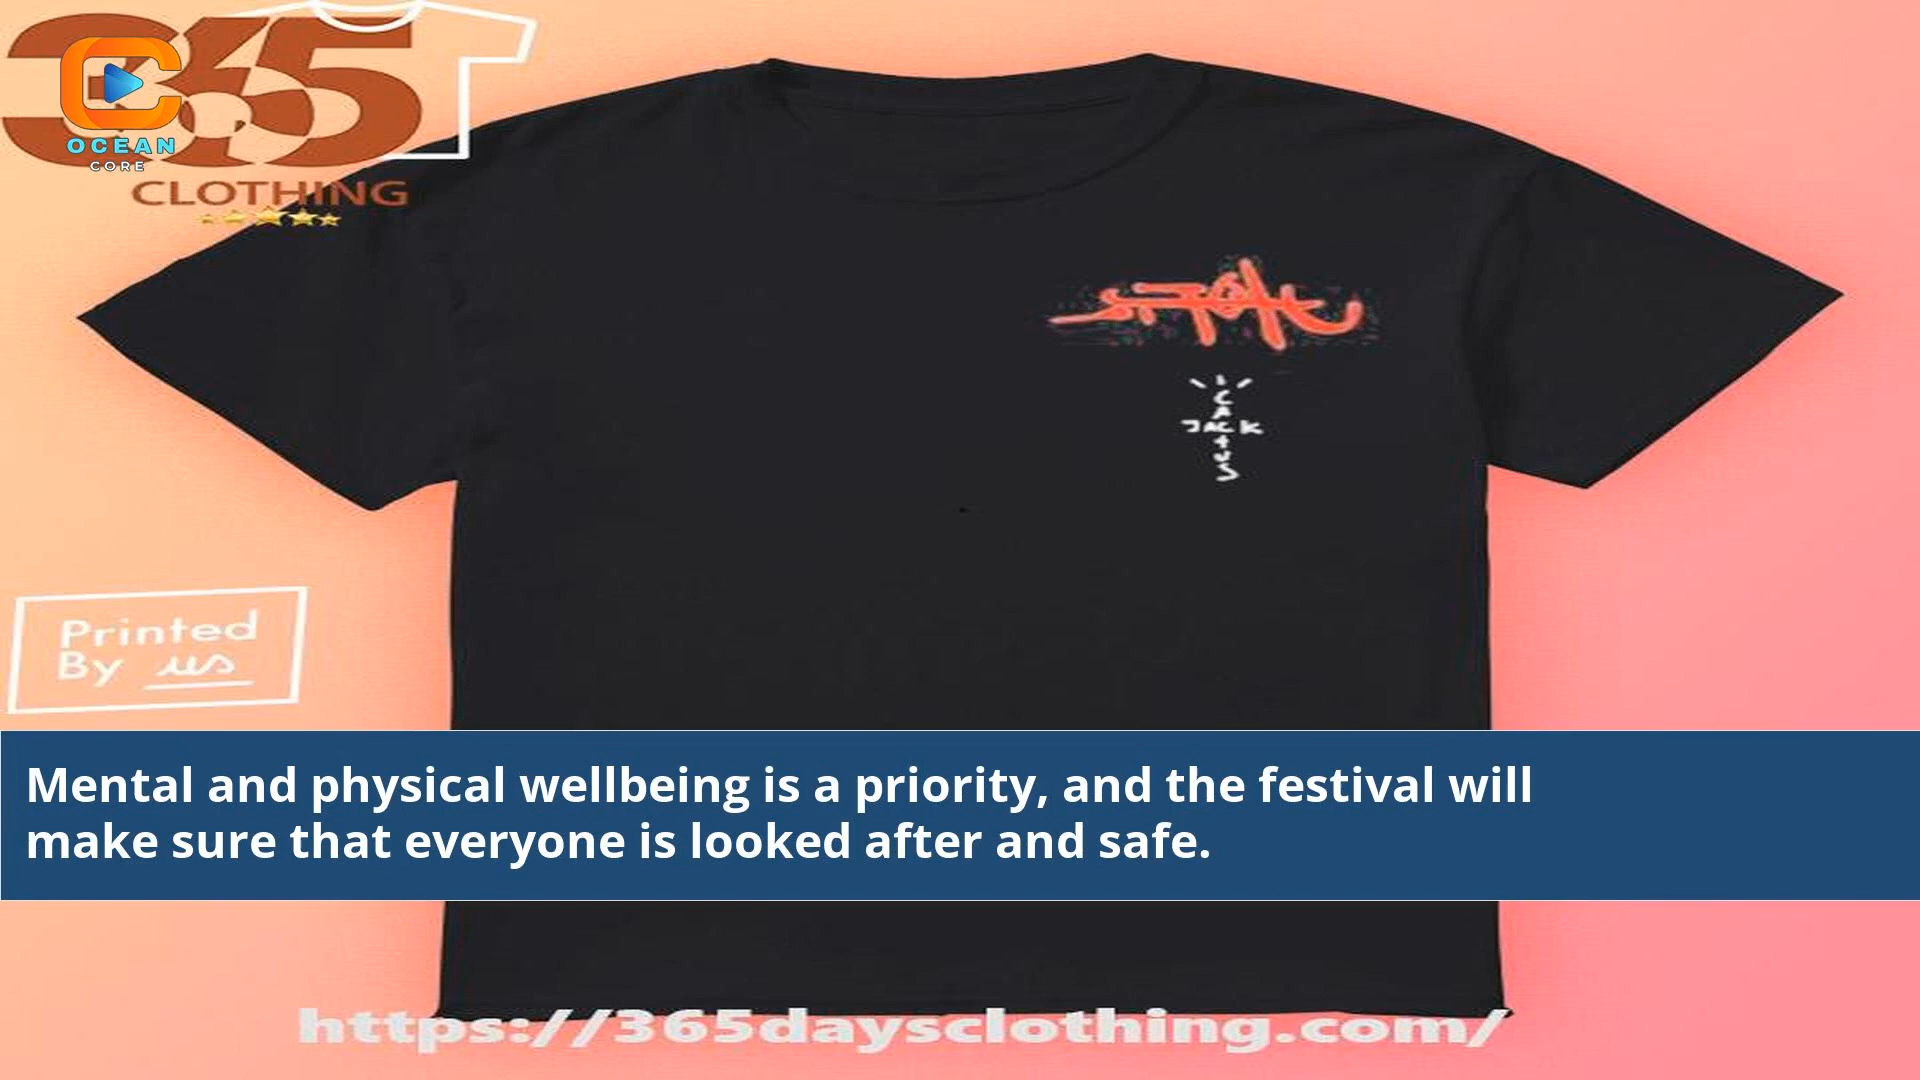 365
OCEAN
CORE
CLOTHING
CACTUS
JACK
Printed
By us
Mental and physical wellbeing is a priority, and the festival will
make sure that everyone is looked after and safe.
https://365daysclothing.com/